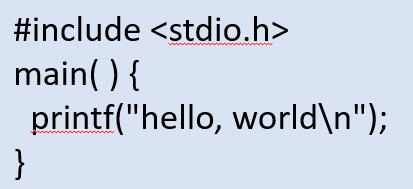 #include <stdio.h>
main( ) {
  printf("hello, world\n");
}